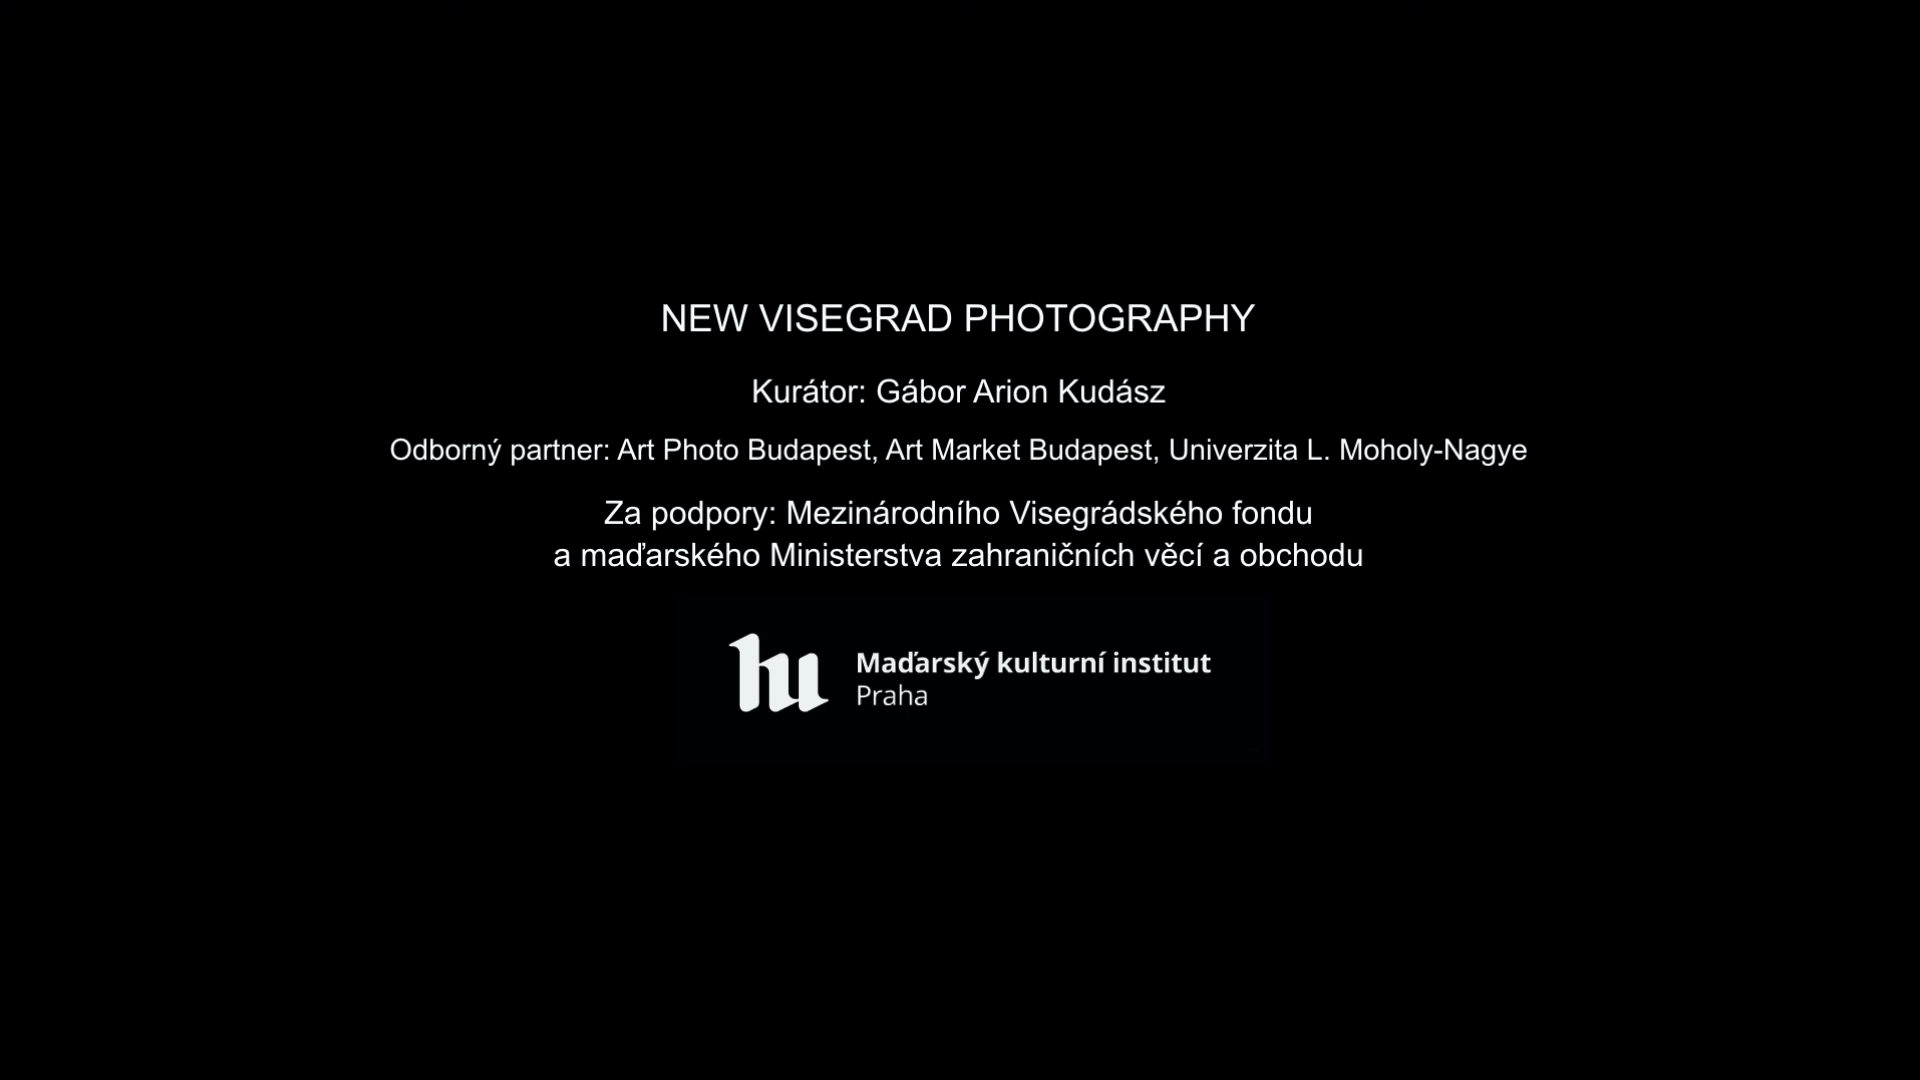 NEW VISEGRAD PHOTOGRAPHY
Kurátor: Gábor Arion Kudász
Odborný partner: Art Photo Budapest, Art Market Budapest, Univerzita L. Moholy-Nagye
Za podpory: Mezinárodního Visegrádského fondu
a maďarského Ministerstva zahraničních věcí a obchodu
hu
Maďarský kulturní institut
Praha